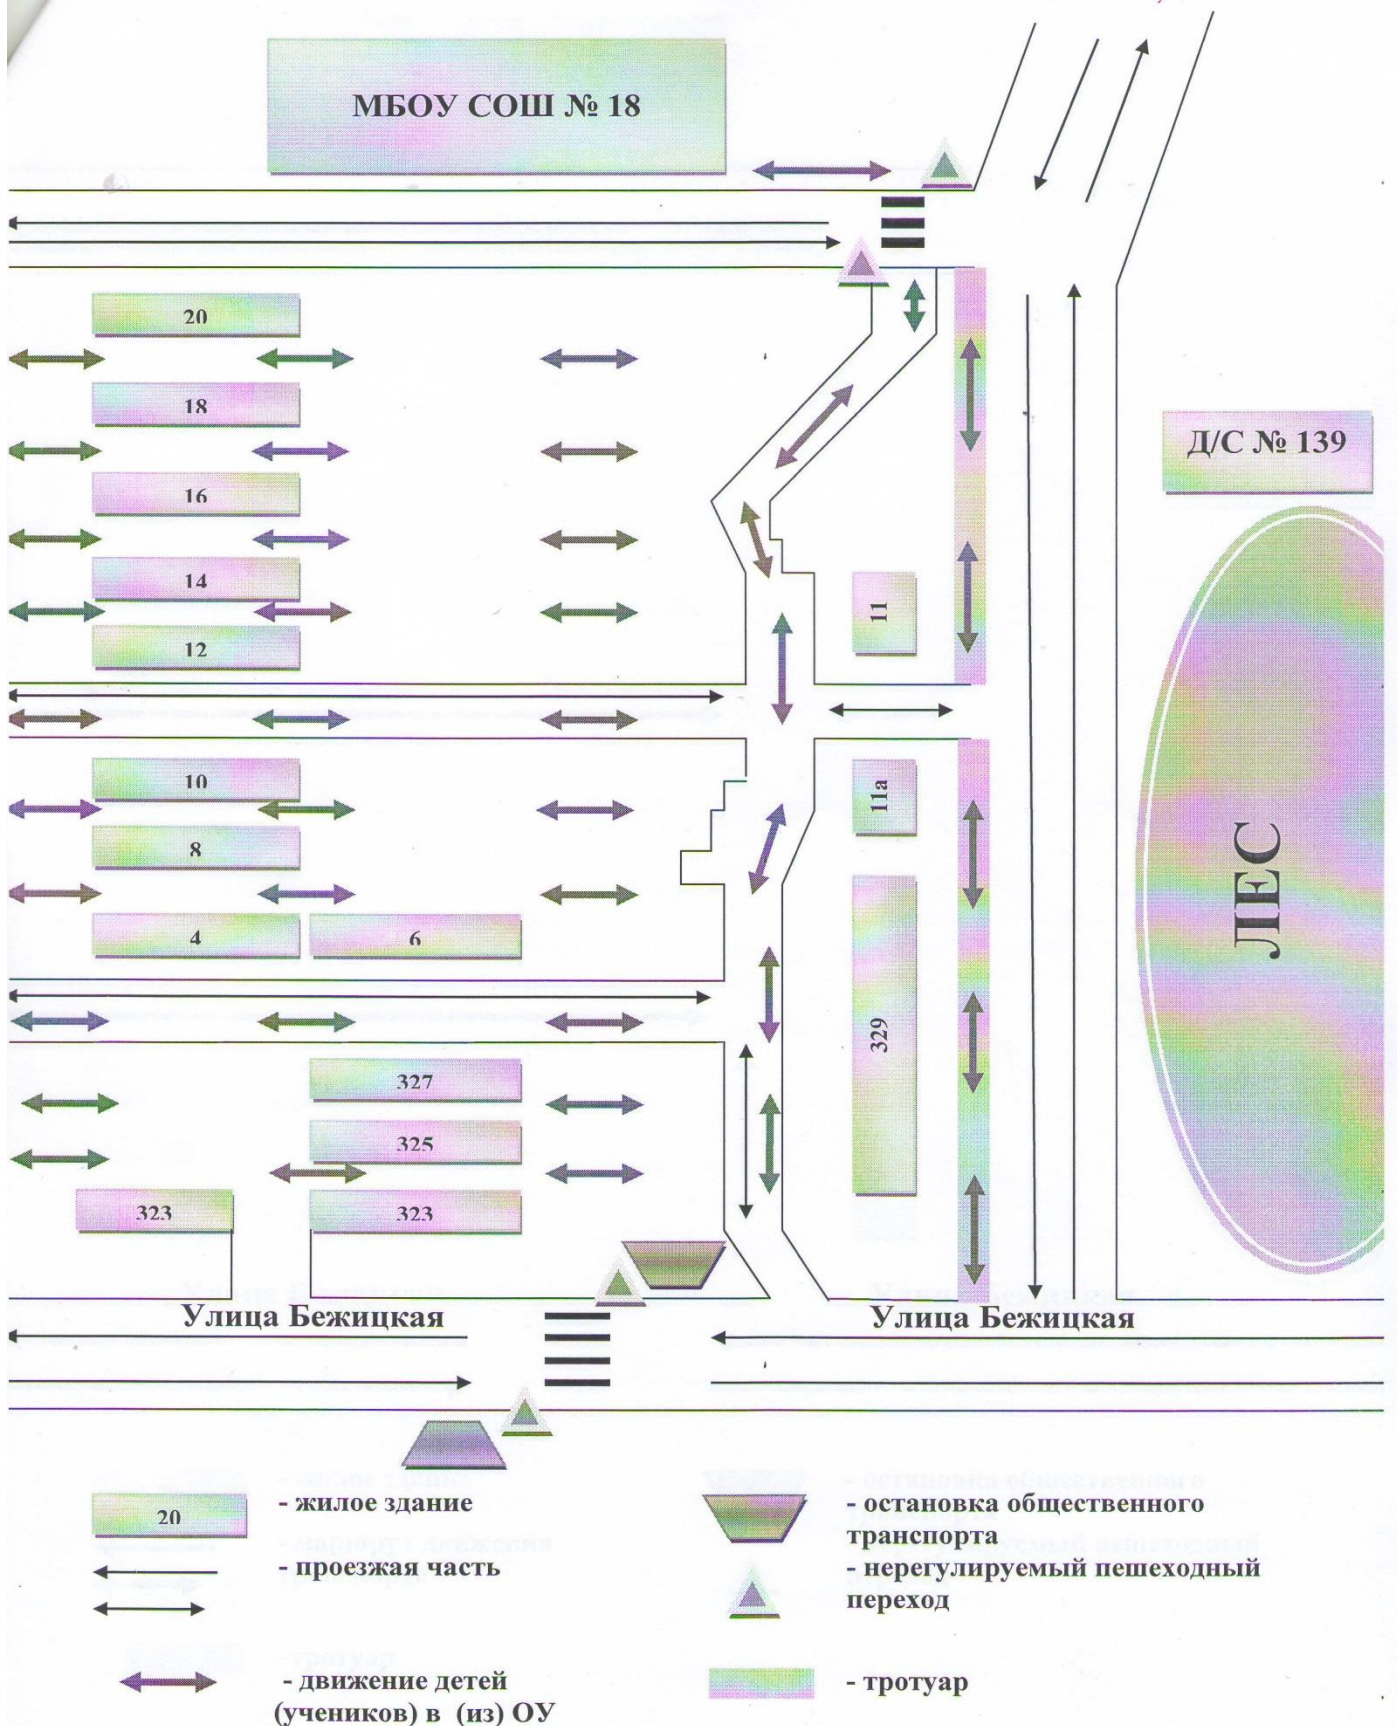 МБОУ СОШ № 18
20
18
Д/С № 139
16
14
11
12
10
11а
8
ЛЕС
4
6
329
327
325
323
323
Улица Бежицкая
Улица Бежицкая
20
- жилое здание
- проезжая часть
- движение детей
(учеников) в (из) ОУ
- остановка общественного
транспорта
- нерегулируемый пешеходный
переход
- тротуар